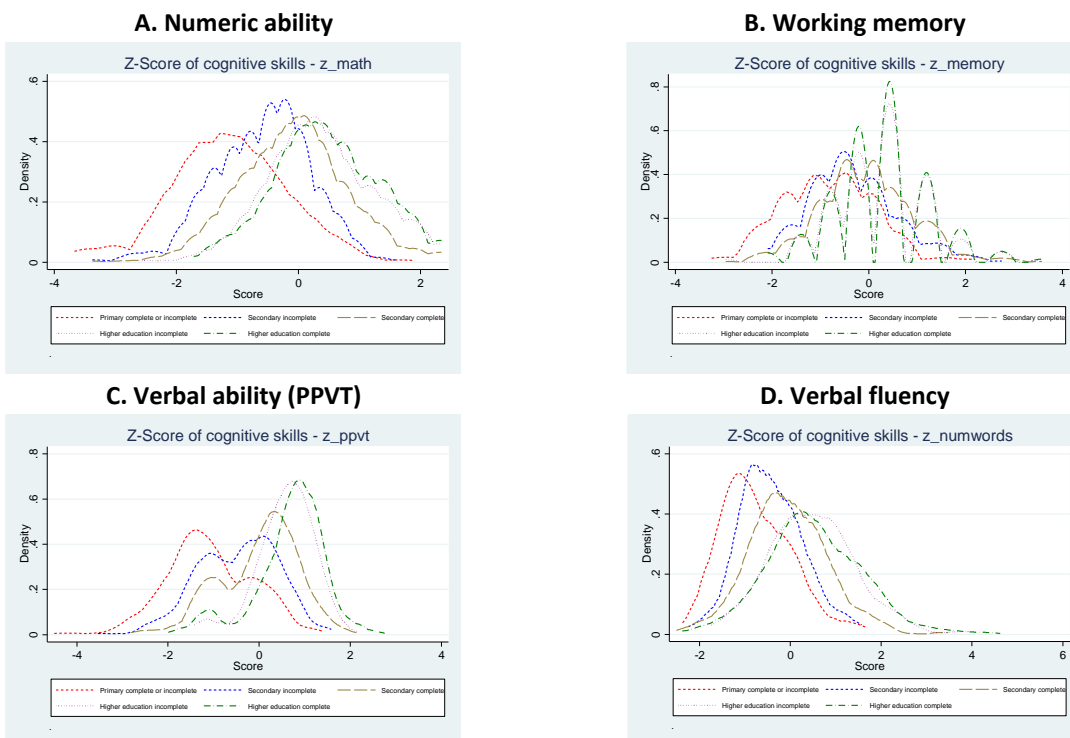 A. Numeric ability
Z-Score of cognitive skills - z_math
Density
0 .2 .4 .6
-4 -2 0 2
Score
Primary complete or incomplete Secondary incomplete Secondary complete
Higher education incomplete Higher education complete
.
B. Working memory
Z-Score of cognitive skills - z_memory
Density
0 .2 .4 .6 .8
-4 -2 0 2 4
Score
Primary complete or incomplete Secondary incomplete Secondary complete
Higher education incomplete Higher education complete
.
C. Verbal ability (PPVT)
Z-Score of cognitive skills - z_ppvt
Density
0 .2 .4 .6 .8
-4 -2 0 2 4
Score
Primary complete or incomplete Secondary incomplete Secondary complete
Higher education incomplete Higher education complete
.
D. Verbal fluency
Z-Score of cognitive skills - z_numwords
Density
0 .2 .4 .6
-2 0 2 4 6
Score
Primary complete or incomplete Secondary incomplete Secondary complete
Higher education incomplete Higher education complete
.